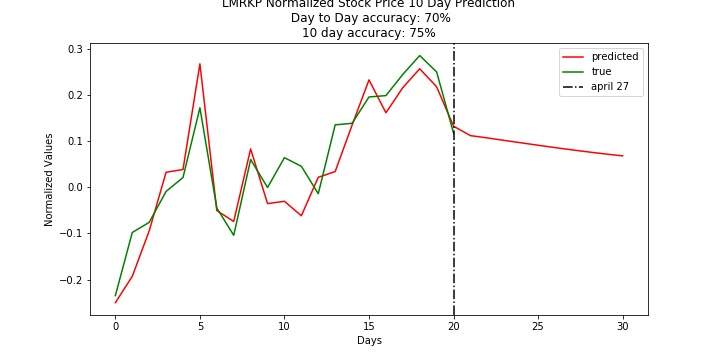 LMRKP Normalized Stock Price 10 Day Prediction
Day to Day accuracy: 70%
10 day accuracy: 75%
0.3
0.2
0.1
0.0
−0.1
−0.2
Normalized Values
predicted
true
april 27
0
5
10
15
20
25
30
Days